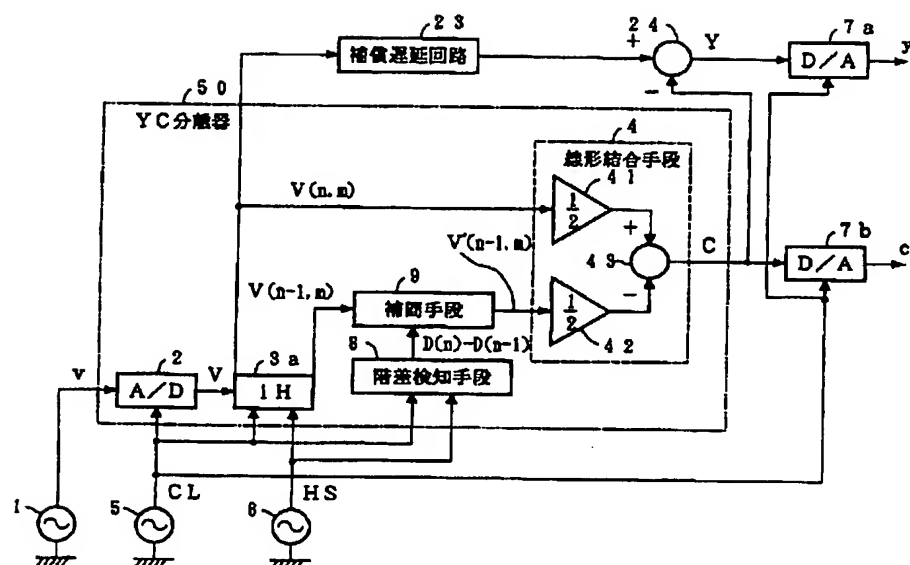 23
補償遅延回路
24
+
Y
7a
D/A
y
-
50
YC分離器
4
線形結合手段
41
V(n,m)
1/2
+
V'(n-1,m)
43
C
7b
D/A
c
V(n-1,m)
9
補間手段
-
1/2
42
8
D(n)-D(n-1)
階差検知手段
2
3a
v
A/D
V
1H
CL
HS
1
5
6